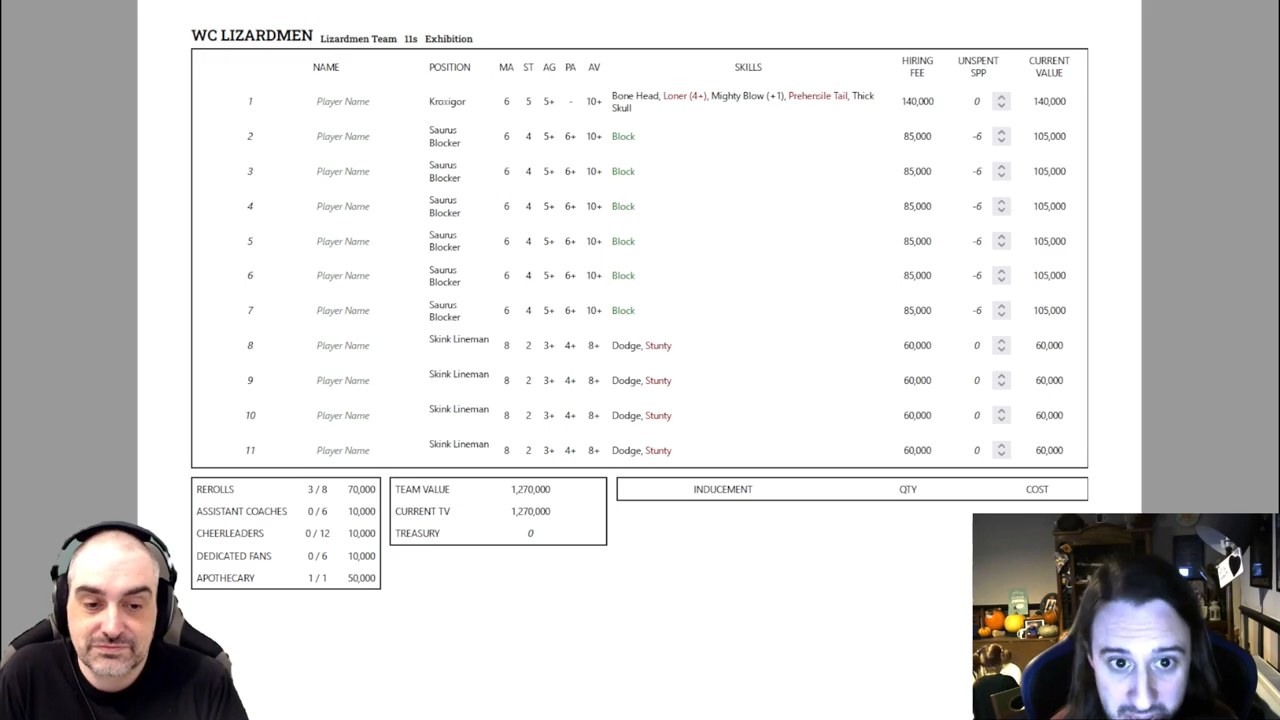 WC LIZARDMEN Lizardmen Team 11s Exhibition
NAME POSITION MA ST AG PA AV SKILLS HIRING FEE UNSPENT SPP CURRENT VALUE
1 Player Name Kroxigor 6 5 5+ - 10+ Bone Head, Loner (4+), Mighty Blow (+1), Prehensile Tail, Thick Skull 140,000 0 140,000
2 Player Name Saurus Blocker 6 4 5+ 6+ 10+ Block 85,000 -6 105,000
3 Player Name Saurus Blocker 6 4 5+ 6+ 10+ Block 85,000 -6 105,000
4 Player Name Saurus Blocker 6 4 5+ 6+ 10+ Block 85,000 -6 105,000
5 Player Name Saurus Blocker 6 4 5+ 6+ 10+ Block 85,000 -6 105,000
6 Player Name Saurus Blocker 6 4 5+ 6+ 10+ Block 85,000 -6 105,000
7 Player Name Saurus Blocker 6 4 5+ 6+ 10+ Block 85,000 -6 105,000
8 Player Name Skink Lineman 8 2 3+ 4+ 8+ Dodge, Stunty 60,000 0 60,000
9 Player Name Skink Lineman 8 2 3+ 4+ 8+ Dodge, Stunty 60,000 0 60,000
10 Player Name Skink Lineman 8 2 3+ 4+ 8+ Dodge, Stunty 60,000 0 60,000
11 Player Name Skink Lineman 8 2 3+ 4+ 8+ Dodge, Stunty 60,000 0 60,000
REROLLS 3 / 8 70,000
ASSISTANT COACHES 0 / 6 10,000
CHEERLEADERS 0 / 12 10,000
DEDICATED FANS 0 / 6 10,000
APOTHECARY 1 / 1 50,000
TEAM VALUE 1,270,000
CURRENT TV 1,270,000
TREASURY 0
INDUCEMENT QTY COST